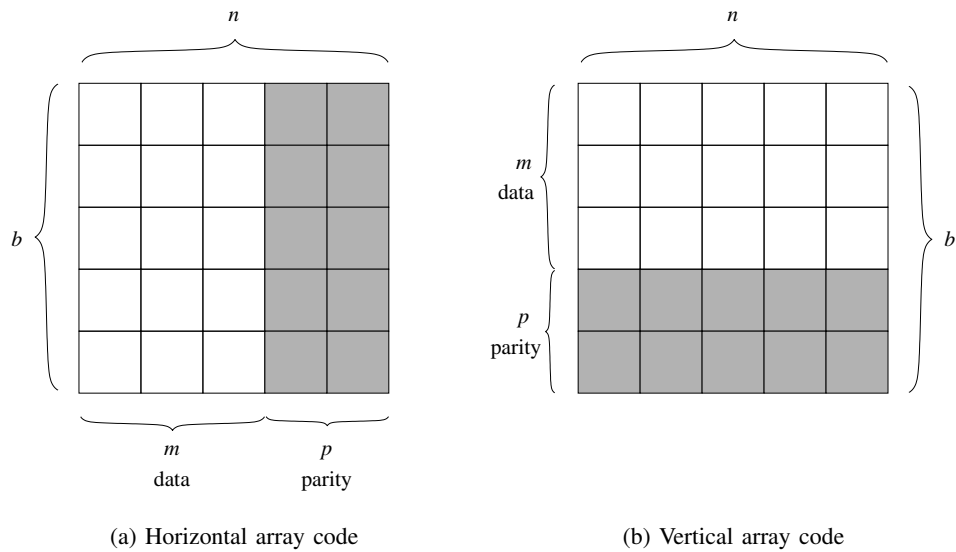 n
b
m
data
p
parity
(a) Horizontal array code
n
m
data
b
p
parity
(b) Vertical array code